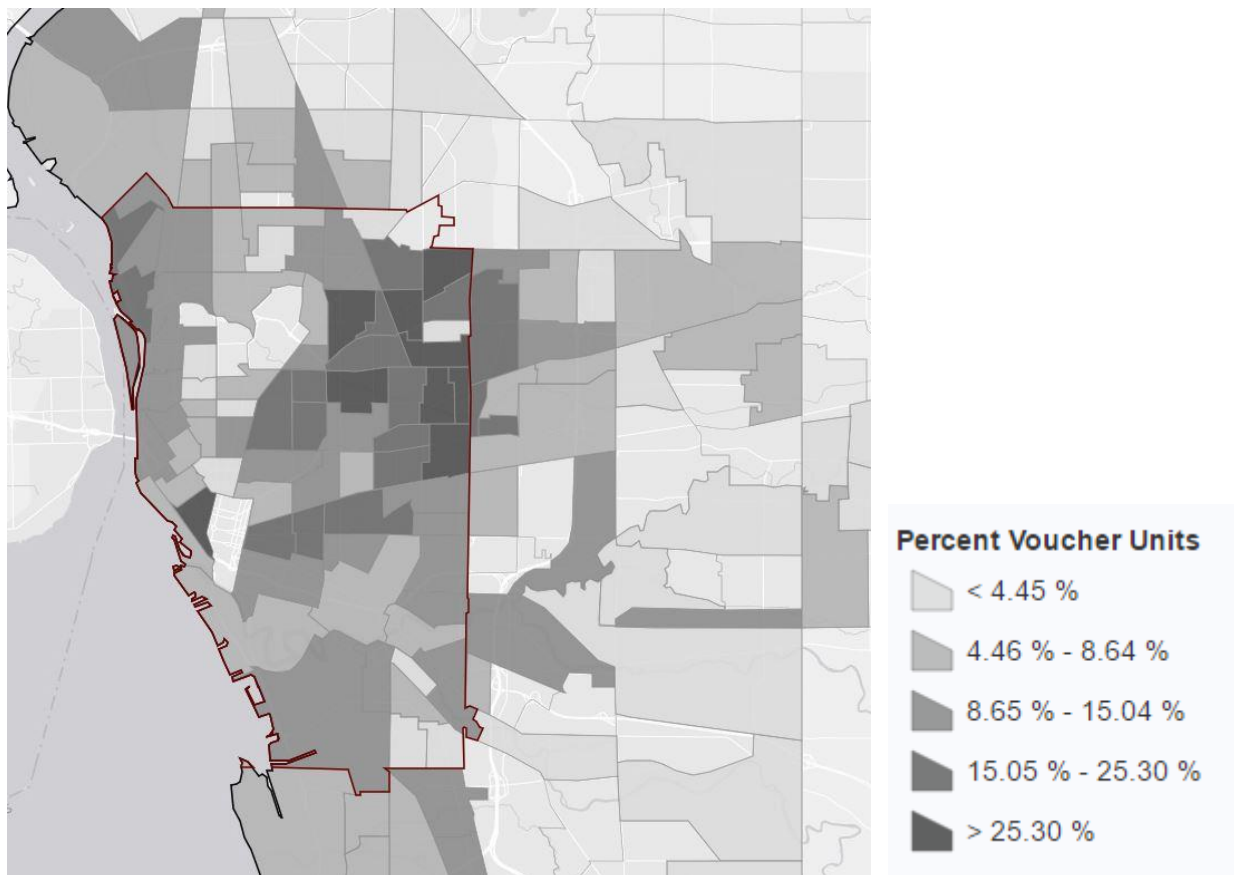 Percent Voucher Units
< 4.45 %
4.46 % - 8.64 %
8.65 % - 15.04 %
15.05 % - 25.30 %
> 25.30 %